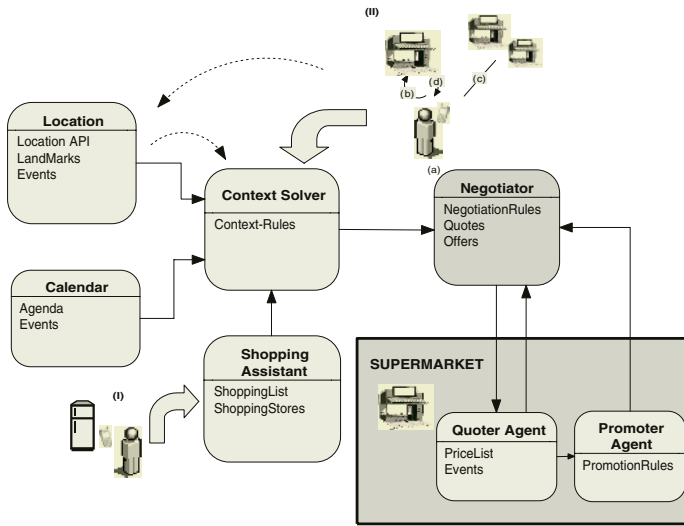 (II)
(b)
(d)
(c)
(a)
Location
Location API
LandMarks
Events
Context Solver
Context-Rules
Negotiator
NegotiationRules
Quotes
Offers
Calendar
Agenda
Events
Shopping
Assistant
ShoppingList
ShoppingStores
(I)
SUPERMARKET
Quoter Agent
PriceList
Events
Promoter
Agent
PromotionRules